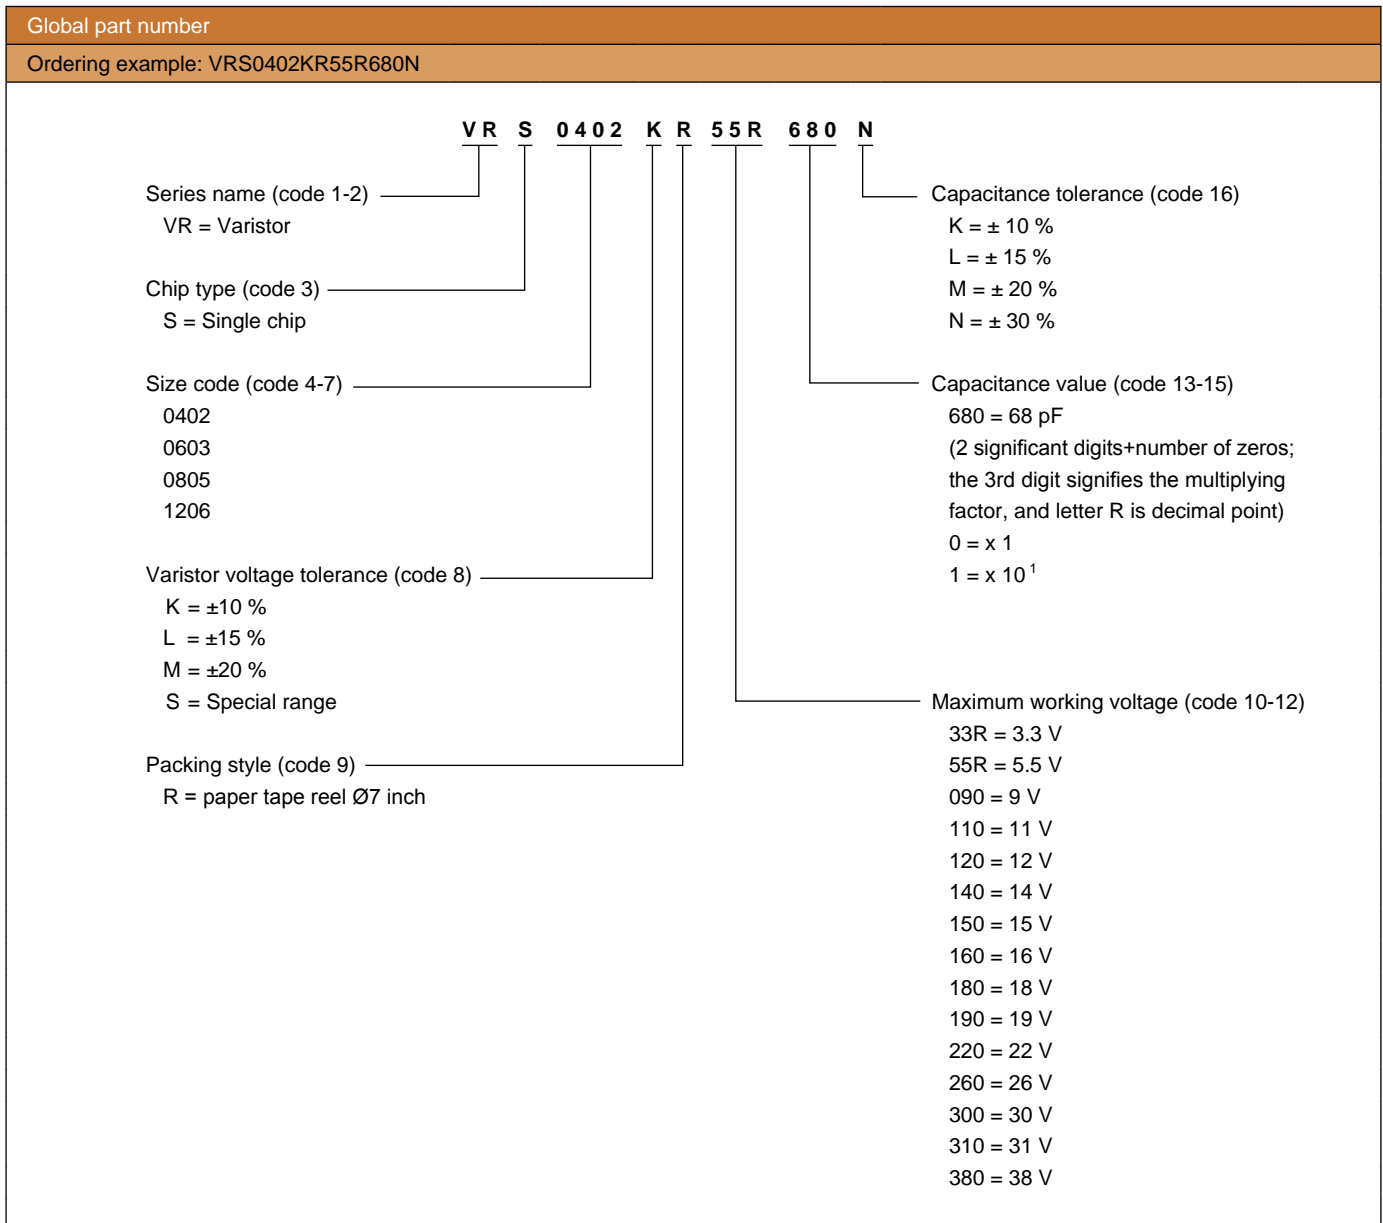 Global part number
Ordering example: VRS0402KR55R680N
V R S 0 4 0 2 K R 5 5 R 6 8 0 N
Series name (code 1-2)
VR = Varistor
Chip type (code 3)
S = Single chip
Size code (code 4-7)
0402
0603
0805
1206
Varistor voltage tolerance (code 8)
K = ±10 %
L = ±15 %
M = ±20 %
S = Special range
Packing style (code 9)
R = paper tape reel Ø7 inch
Capacitance tolerance (code 16)
K = ± 10 %
L = ± 15 %
M = ± 20 %
N = ± 30 %
Capacitance value (code 13-15)
680 = 68 pF
(2 significant digits+number of zeros;
the 3rd digit signifies the multiplying
factor, and letter R is decimal point)
0 = x 1
1 = x 10 ¹
Maximum working voltage (code 10-12)
33R = 3.3 V
55R = 5.5 V
090 = 9 V
110 = 11 V
120 = 12 V
140 = 14 V
150 = 15 V
160 = 16 V
180 = 18 V
190 = 19 V
220 = 22 V
260 = 26 V
300 = 30 V
310 = 31 V
380 = 38 V